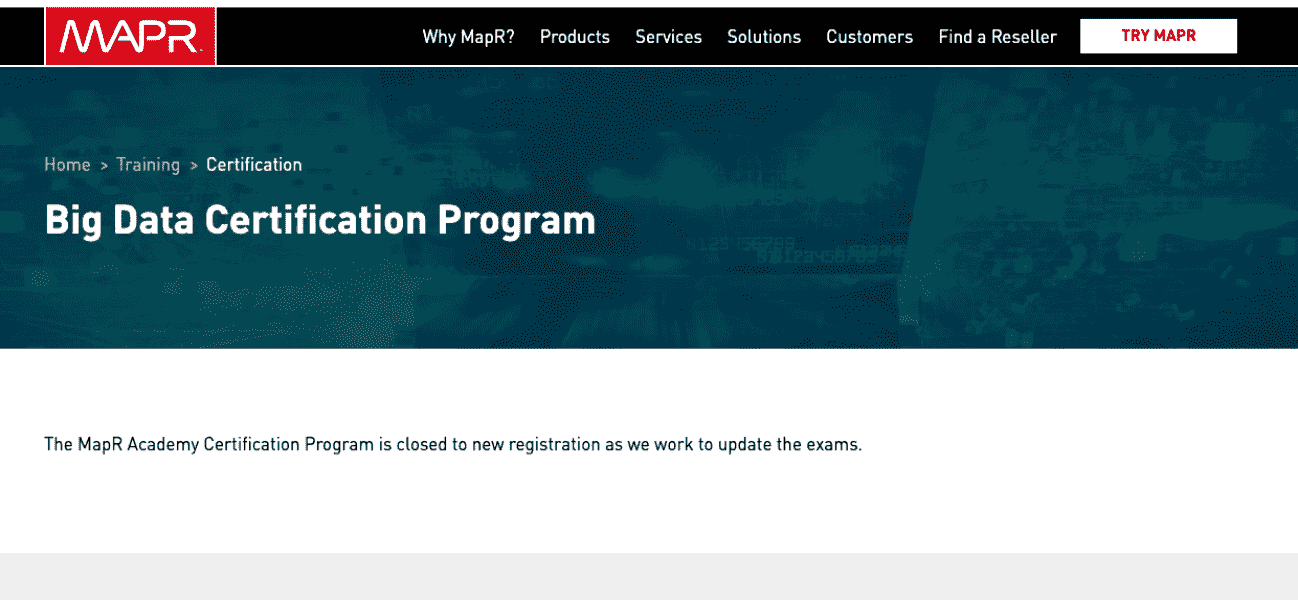 MAPR
Why MapR? Products Services Solutions Customers Find a Reseller TRY MAPR
Home > Training > Certification
Big Data Certification Program
The MapR Academy Certification Program is closed to new registration as we work to update the exams.